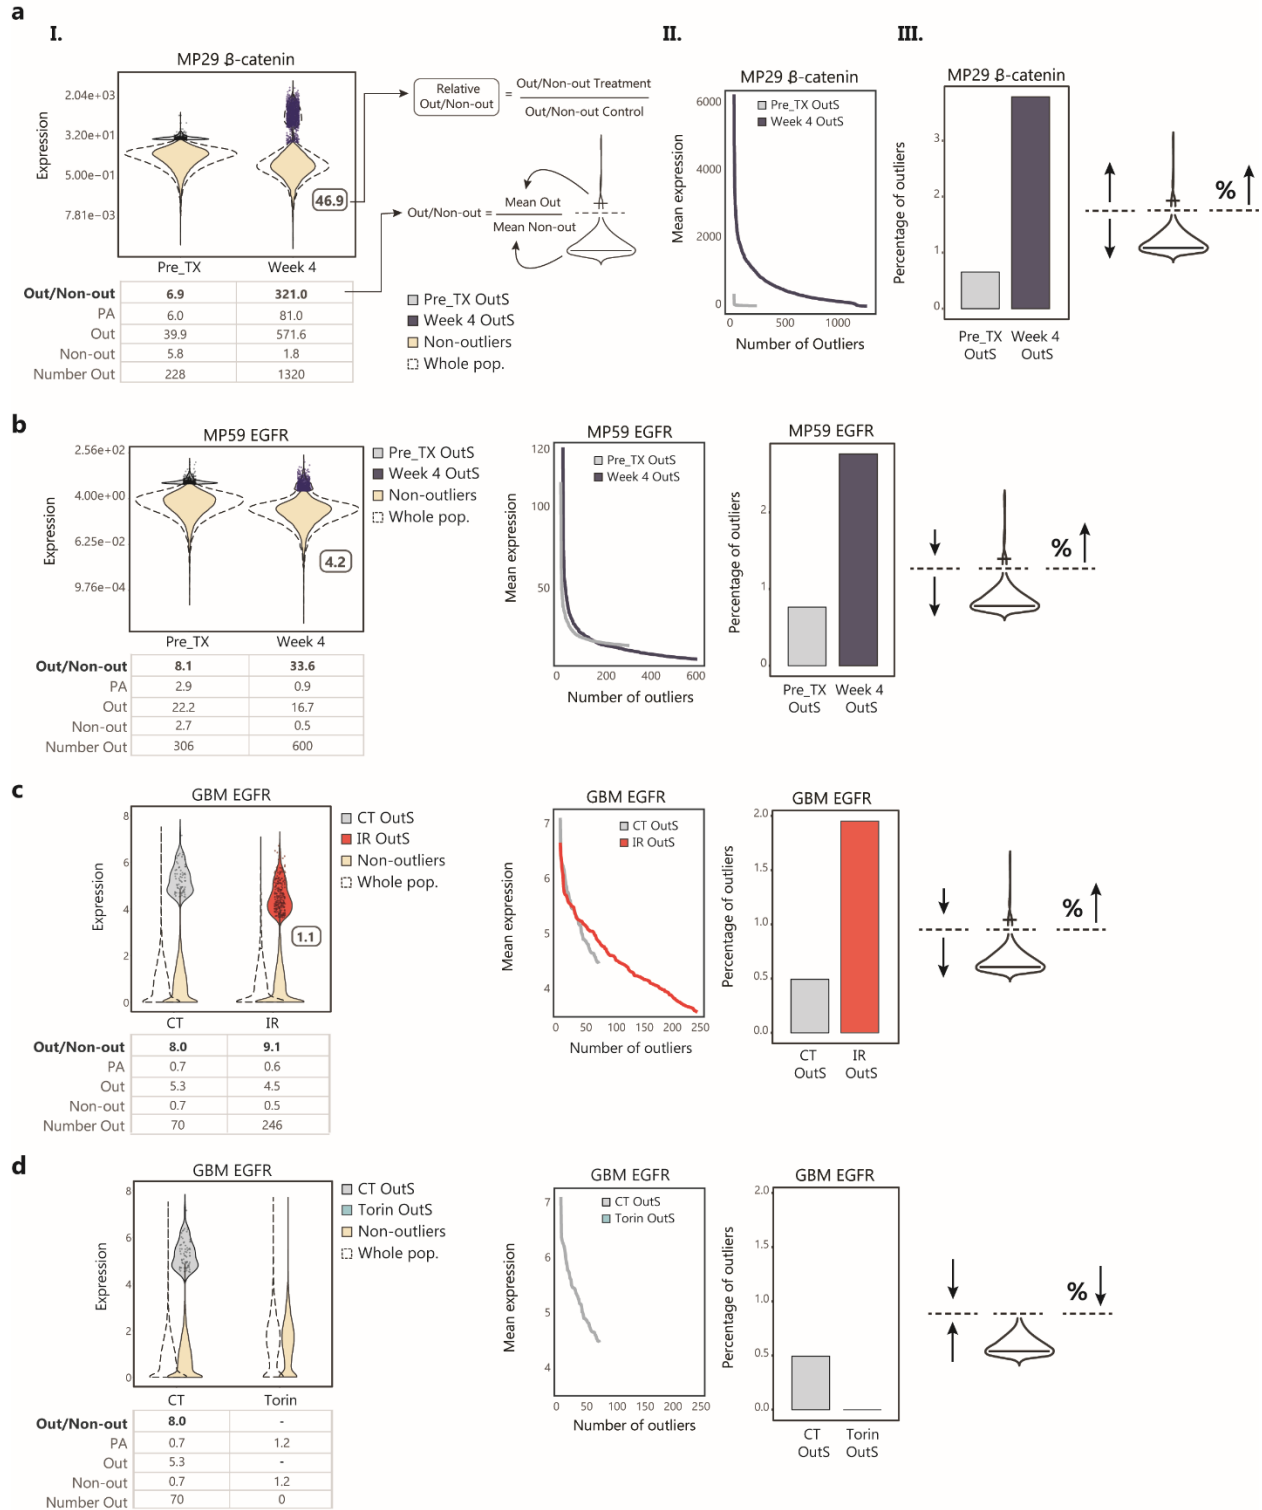 a
I.
II.
III.
MP29 β-catenin
Expression
2.04e+03
3.20e+01
5.00e−01
7.81e−03
46.9
Pre_TX Week 4
Out/Non-out 6.9 321.0
PA 6.0 81.0
Out 39.9 571.6
Non-out 5.8 1.8
Number Out 228 1320
Relative Out/Non-out = Out/Non-out Treatment
Out/Non-out Control
Out/Non-out = Mean Out
Mean Non-out
Pre_TX OutS
Week 4 OutS
Non-outliers
Whole pop.
MP29 β-catenin
Mean expression
6000
4000
2000
0
Pre_TX OutS
Week 4 OutS
0 500 1000
Number of Outliers
MP29 β-catenin
Percentage of outliers
3
2
1
0
Pre_TX Week 4
OutS OutS
%
b
MP59 EGFR
Expression
2.56e+02
4.00e+00
6.25e−02
9.76e−04
4.2
Pre_TX Week 4
Pre_TX OutS
Week 4 OutS
Non-outliers
Whole pop.
Out/Non-out 8.1 33.6
PA 2.9 0.9
Out 22.2 16.7
Non-out 2.7 0.5
Number Out 306 600
MP59 EGFR
Mean expression
120
100
50
0
Pre_TX OutS
Week 4 OutS
0 200 400 600
Number of outliers
MP59 EGFR
Percentage of outliers
2
1
0
Pre_TX Week 4
OutS OutS
%
c
GBM EGFR
Expression
8
6
4
2
0
1.1
CT IR
CT OutS
IR OutS
Non-outliers
Whole pop.
Out/Non-out 8.0 9.1
PA 0.7 0.6
Out 5.3 4.5
Non-out 0.7 0.5
Number Out 70 246
GBM EGFR
Mean expression
7
6
5
4
CT OutS
IR OutS
0 50 100 150 200 250
Number of outliers
GBM EGFR
Percentage of outliers
2.0
1.5
1.0
0.5
0.0
CT IR
OutS OutS
%
d
GBM EGFR
Expression
8
6
4
2
0
CT Torin
CT OutS
Torin OutS
Non-outliers
Whole pop.
Out/Non-out 8.0 -
PA 0.7 1.2
Out 5.3 -
Non-out 0.7 1.2
Number Out 70 0
GBM EGFR
Mean expression
7
6
5
4
CT OutS
Torin OutS
0 50 100 150 200 250
Number of outliers
GBM EGFR
Percentage of outliers
2.0
1.5
1.0
0.5
0.0
CT Torin
OutS OutS
%